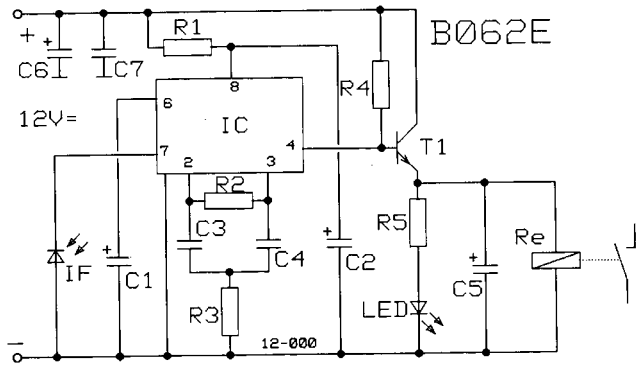 R1
B062E
+
+
C6
C7
R4
8
6
IC
12V=
T1
7
4
2
3
R2
C3
R5
Re
+
IF
+
C1
C4
+
C2
+
C5
R3
LED
12-000
−